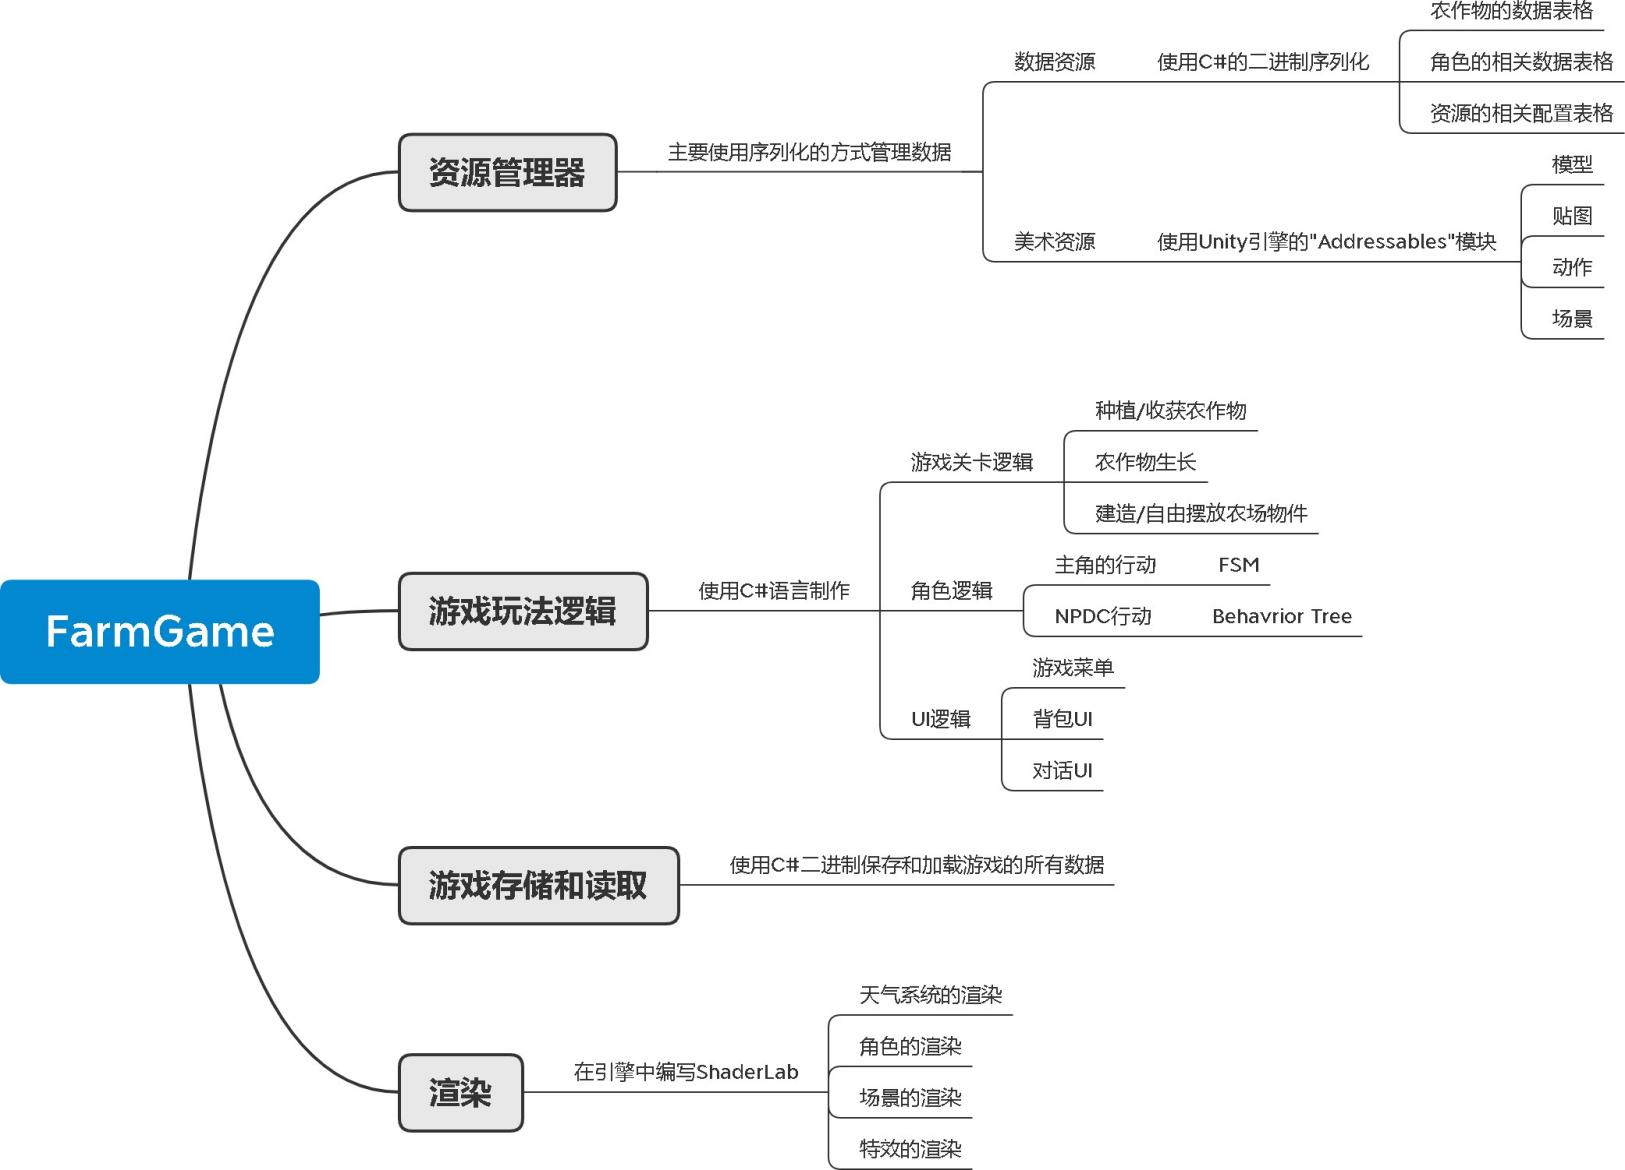 FarmGame
资源管理器
主要使用序列化的方式管理数据
数据资源
使用C#的二进制序列化
农作物的数据表格
角色的相关数据表格
资源的相关配置表格
美术资源
使用Unity引擎的"Addressables"模块
模型
贴图
动作
场景
游戏玩法逻辑
使用C#语言制作
游戏关卡逻辑
种植/收获农作物
农作物生长
建造/自由摆放农场物件
角色逻辑
主角的行动
FSM
NPDC行动
Behavrior Tree
UI逻辑
游戏菜单
背包UI
对话UI
游戏存储和读取
使用C#二进制保存和加载游戏的所有数据
渲染
在引擎中编写ShaderLab
天气系统的渲染
角色的渲染
场景的渲染
特效的渲染